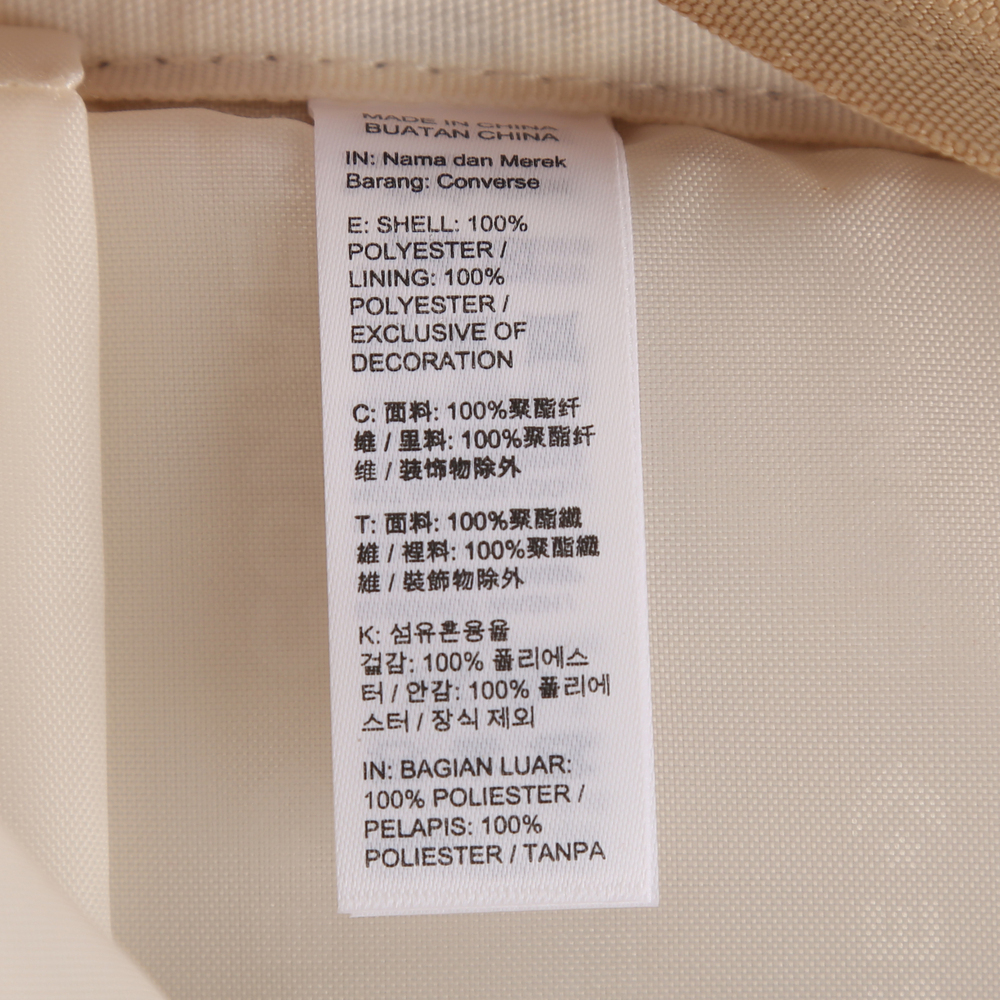 MADE IN CHINA
BUATAN CHINA
IN: Nama dan Merek
Barang: Converse
E: SHELL: 100%
POLYESTER /
LINING: 100%
POLYESTER /
EXCLUSIVE OF
DECORATION
C: 面料: 100%聚酯纤
维 / 里料: 100%聚酯纤
维 / 装饰物除外
T: 面料: 100%聚酯纖
維 / 裡料: 100%聚酯纖
維 / 裝飾物除外
K: 섬유혼용율
겉감: 100% 폴리에스
터 / 안감: 100% 폴리에
스터 / 장식 제외
IN: BAGIAN LUAR:
100% POLIESTER /
PELAPIS: 100%
POLIESTER / TANPA